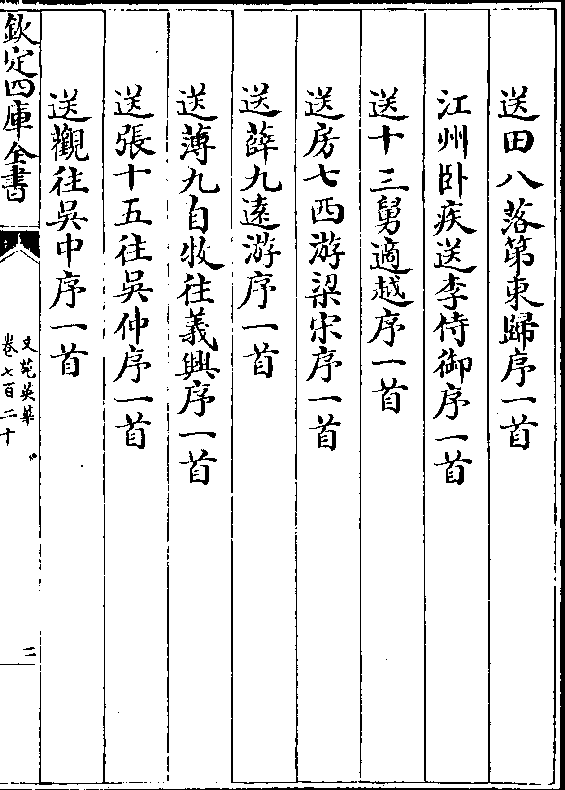 送田八落第東歸序一首
江州卧疾送李侍御序一首
送十三舅適越序一首
送房七西游梁宋序一首
送薛九遠游序一首
送薄九自牧往義興序一首
送張十五往吳仲序一首
送觀往吳中序一首
欽定四庫全書
文苑英華
卷七百二十
二